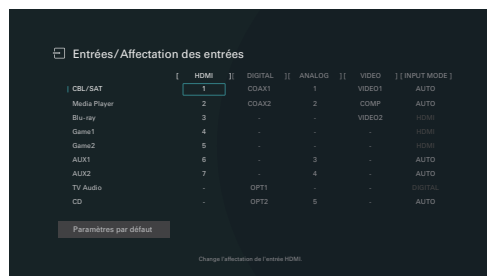 Entrées/Affectation des entrées
[ HDMI ][ DIGITAL ][ ANALOG ][ VIDEO ][ INPUT MODE ]
CBL/SAT 1 COAX1 1 VIDEO1 AUTO
Media Player 2 COAX2 2 COMP AUTO
Blu-ray 3 - - VIDEO2 HDMI
Game1 4 - - - HDMI
Game2 5 - - - HDMI
AUX1 6 - 3 - AUTO
AUX2 7 - 4 - AUTO
TV Audio - OPT1 - - DIGITAL
CD - OPT2 5 - AUTO
Paramètres par défaut
Change l'affectation de l'entrée HDMI.